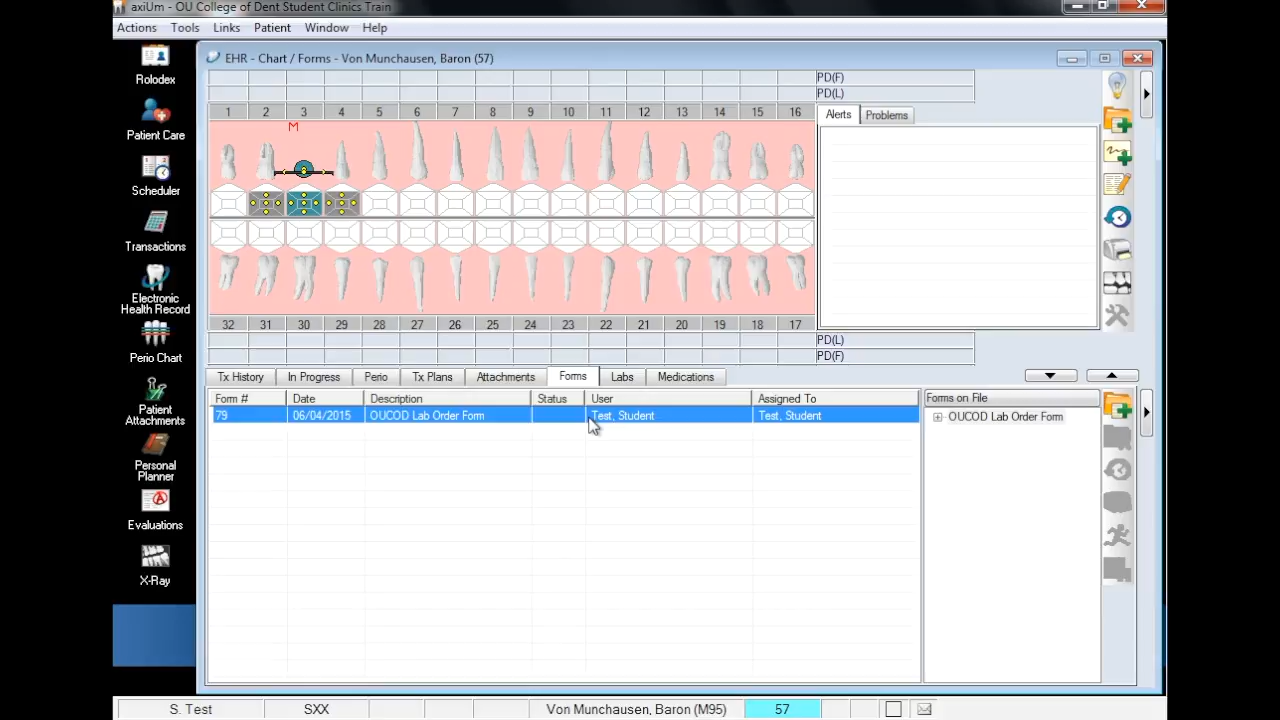 axiUm - OU College of Dent Student Clinics Train
Actions Tools Links Patient Window Help
Rolodex
Patient Care
Scheduler
Transactions
Electronic
Health Record
Perio Chart
Patient
Attachments
Personal
Planner
Evaluations
X-Ray
EHR - Chart / Forms - Von Munchausen, Baron (57)
PD(F)
PD(L)
1 2 3 4 5 6 7 8 9 10 11 12 13 14 15 16
M
Alerts Problems
32 31 30 29 28 27 26 25 24 23 22 21 20 19 18 17
PD(L)
PD(F)
Tx History In Progress Perio Tx Plans Attachments Forms Labs Medications
Form # Date Description Status User Assigned To
79 06/04/2015 OUCOD Lab Order Form Test, Student Test, Student
Forms on File
OUCOD Lab Order Form
S. Test SXX Von Munchausen, Baron (M95) 57